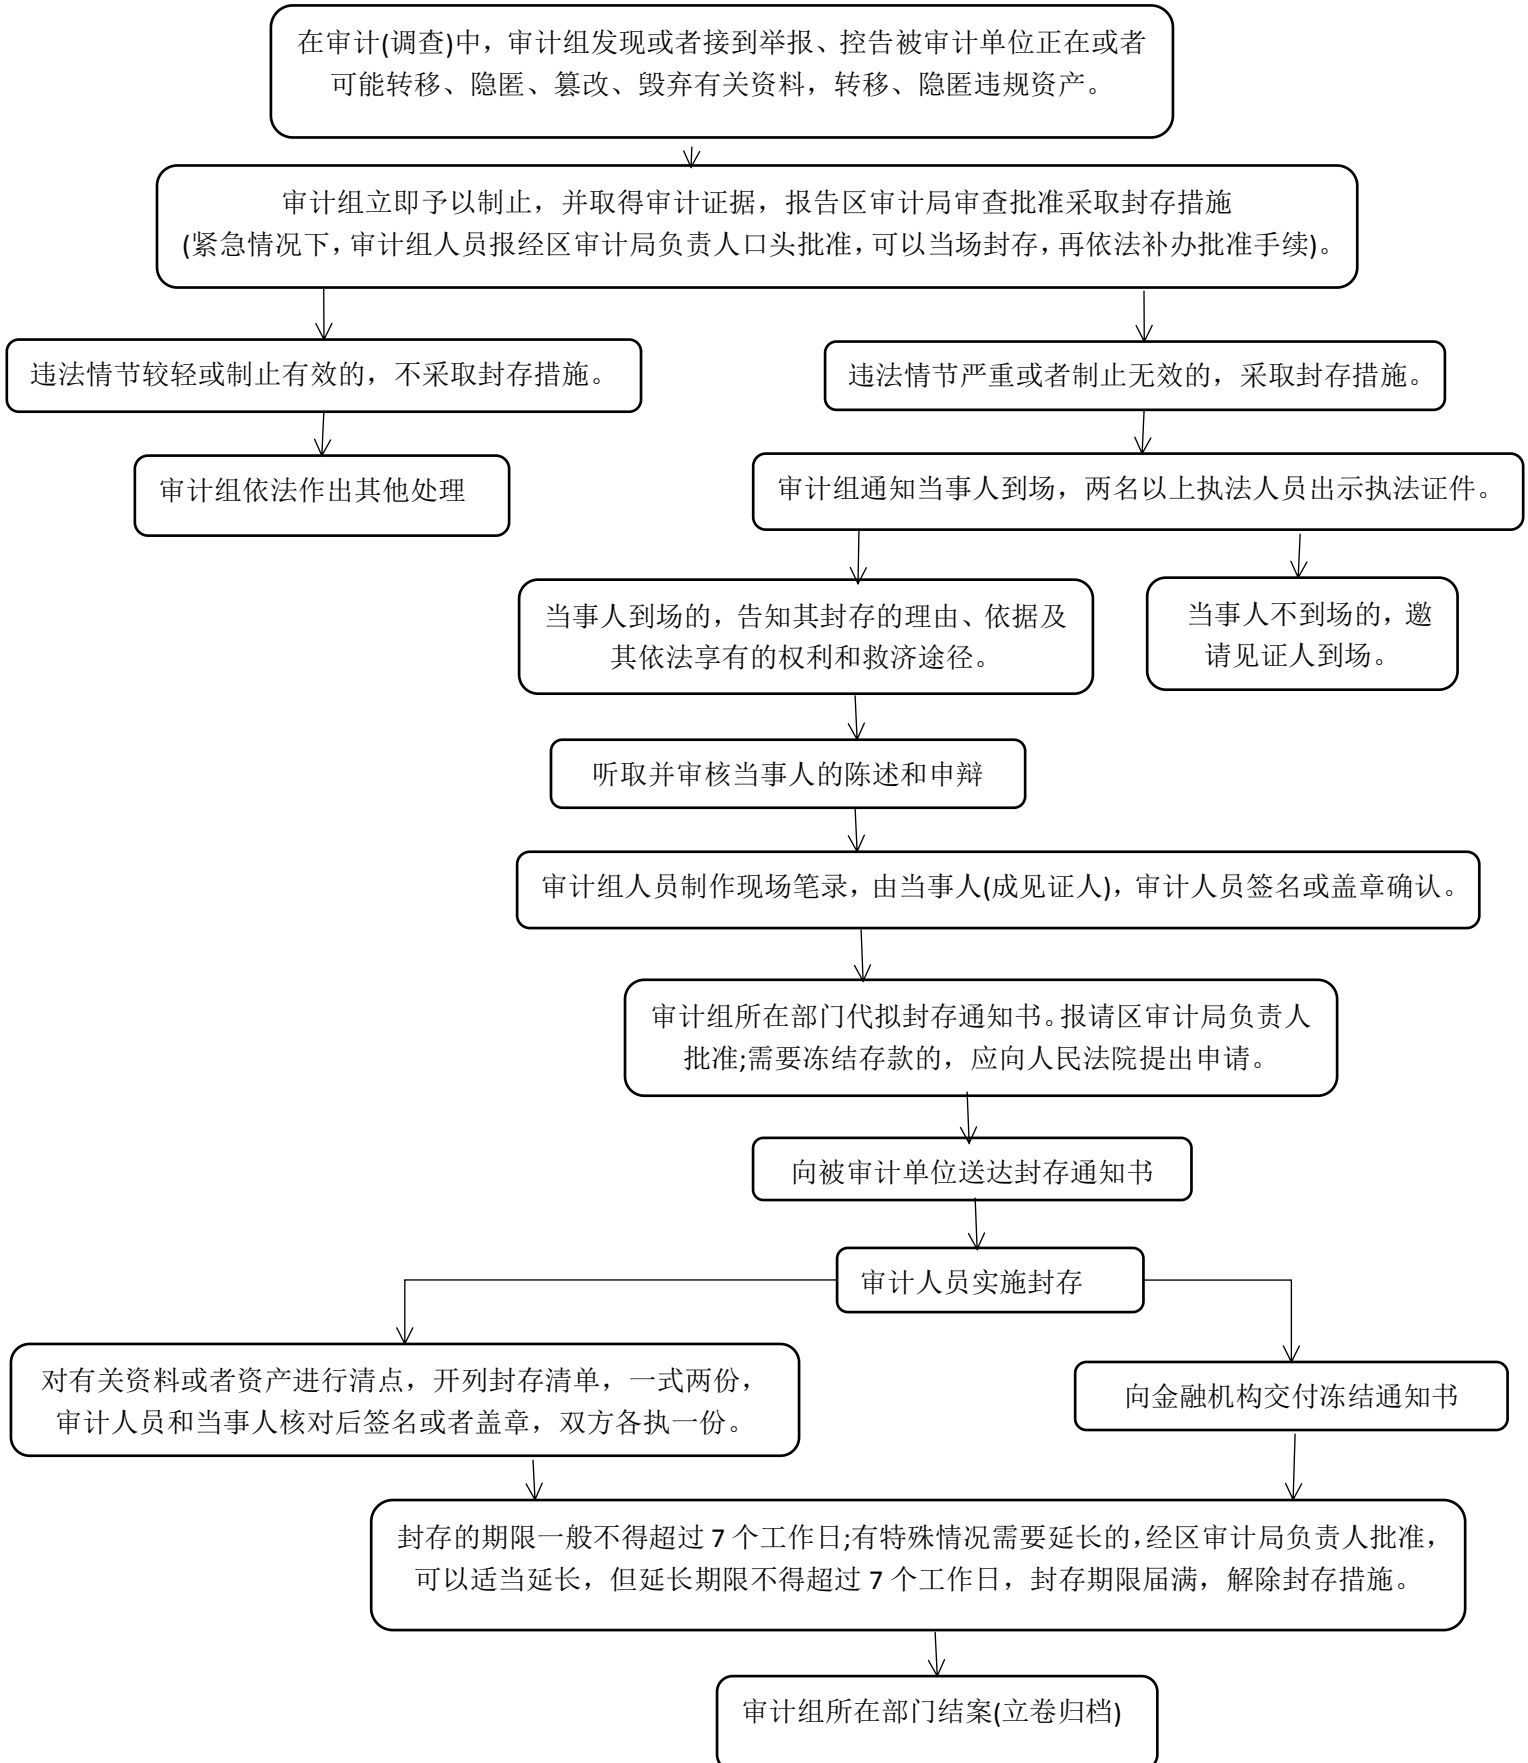 在审计(调查)中，审计组发现或者接到举报、控告被审计单位正在或者
可能转移、隐匿、篡改、毁弃有关资料，转移、隐匿违规资产。
审计组立即予以制止，并取得审计证据，报告区审计局审查批准采取封存措施
(紧急情况下，审计组人员报经区审计局负责人口头批准，可以当场封存，再依法补办批准手续)。
违法情节较轻或制止有效的，不采取封存措施。
违法情节严重或者制止无效的，采取封存措施。
审计组依法作出其他处理
审计组通知当事人到场，两名以上执法人员出示执法证件。
当事人到场的，告知其封存的理由、依据及
其依法享有的权利和救济途径。
当事人不到场的，邀
请见证人到场。
听取并审核当事人的陈述和申辩
审计组人员制作现场笔录，由当事人(成见证人)，审计人员签名或盖章确认。
审计组所在部门代拟封存通知书。报请区审计局负责人
批准;需要冻结存款的，应向人民法院提出申请。
向被审计单位送达封存通知书
审计人员实施封存
对有关资料或者资产进行清点，开列封存清单，一式两份，
审计人员和当事人核对后签名或者盖章，双方各执一份。
向金融机构交付冻结通知书
封存的期限一般不得超过 7 个工作日;有特殊情况需要延长的，经区审计局负责人批准，
可以适当延长，但延长期限不得超过 7 个工作日，封存期限届满，解除封存措施。
审计组所在部门结案(立卷归档)